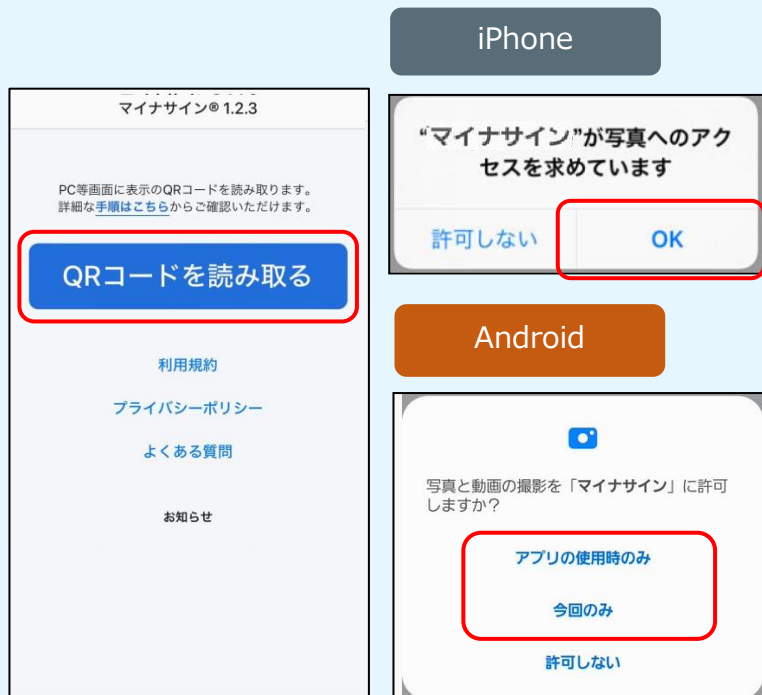 マイナサイン® 1.2.3
PC等画面に表示のQRコードを読み取ります。
詳細な手順はこちらからご確認いただけます。
QRコードを読み取る
利用規約
プライバシーポリシー
よくある質問
お知らせ
iPhone
“マイナサイン”が写真へのアク
セスを求めています
許可しない
OK
Android
写真と動画の撮影を「マイナサイン」に許可
しますか？
アプリの使用時のみ
今回のみ
許可しない